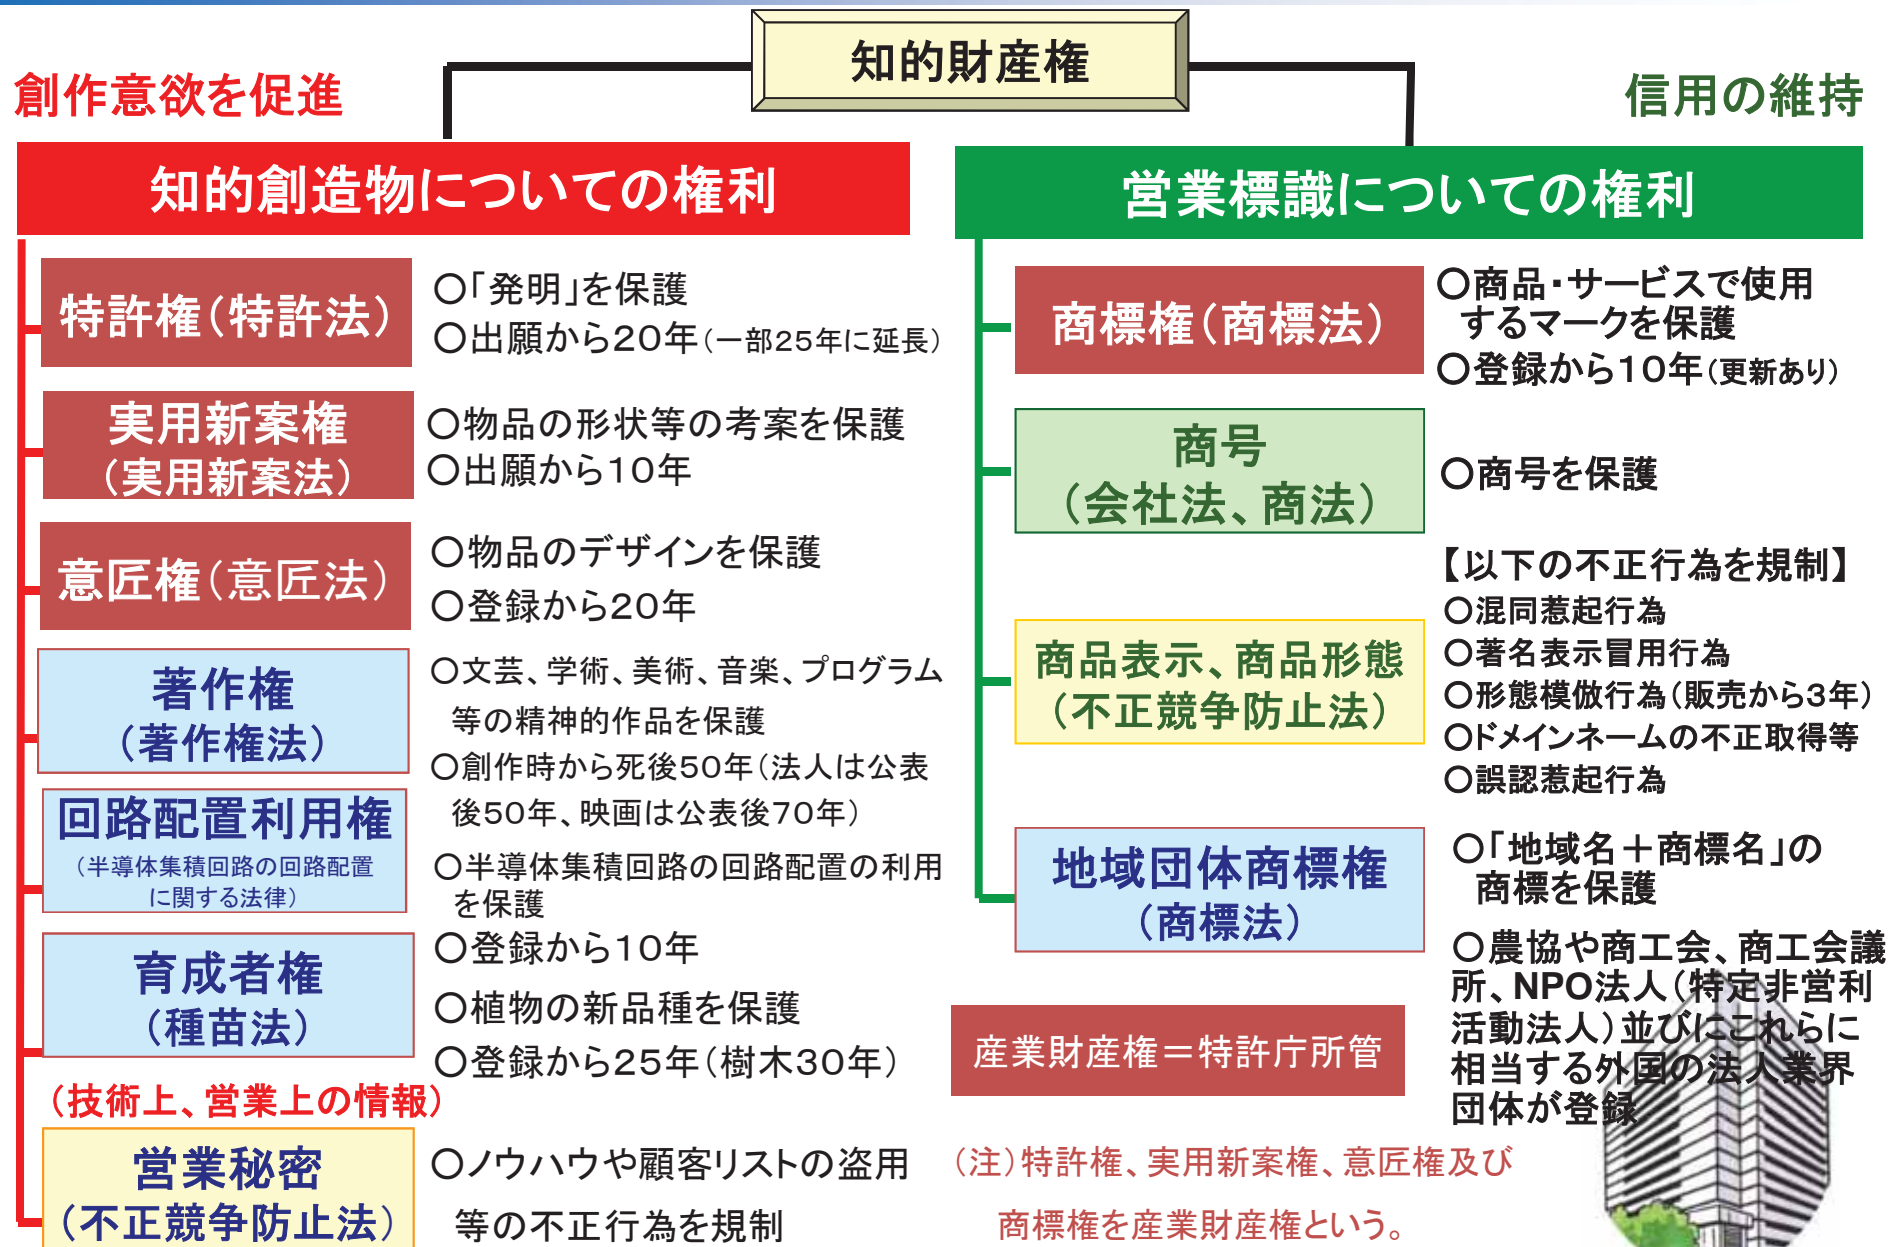 知的財産権
創作意欲を促進
信用の維持
知的創造物についての権利
特許権(特許法)
○「発明」を保護
○出願から20年(一部25年に延長)
実用新案権
(実用新案法)
○物品の形状等の考案を保護
○出願から10年
意匠権(意匠法)
○物品のデザインを保護
○登録から20年
著作権
(著作権法)
○文芸、学術、美術、音楽、プログラム
等の精神的作品を保護
○創作時から死後50年(法人は公表
後50年、映画は公表後70年)
回路配置利用権
(半導体集積回路の回路配置
に関する法律)
○半導体集積回路の回路配置の利用
を保護
○登録から10年
育成者権
(種苗法)
○植物の新品種を保護
○登録から25年(樹木30年)
(技術上、営業上の情報)
営業秘密
(不正競争防止法)
○ノウハウや顧客リストの盗用
等の不正行為を規制
営業標識についての権利
商標権(商標法)
○商品・サービスで使用
するマークを保護
○登録から10年(更新あり)
商号
(会社法、商法)
○商号を保護
商品表示、商品形態
(不正競争防止法)
【以下の不正行為を規制】
○混同惹起行為
○著名表示冒用行為
○形態模倣行為(販売から3年)
○ドメインネームの不正取得等
○誤認惹起行為
地域団体商標権
(商標法)
○「地域名+商標名」の
商標を保護
○農協や商工会、商工会議
所、NPO法人(特定非営利
活動法人)並びにこれらに
相当する外国の法人業界
団体が登録
産業財産権=特許庁所管
(注)特許権、実用新案権、意匠権及び
商標権を産業財産権という。